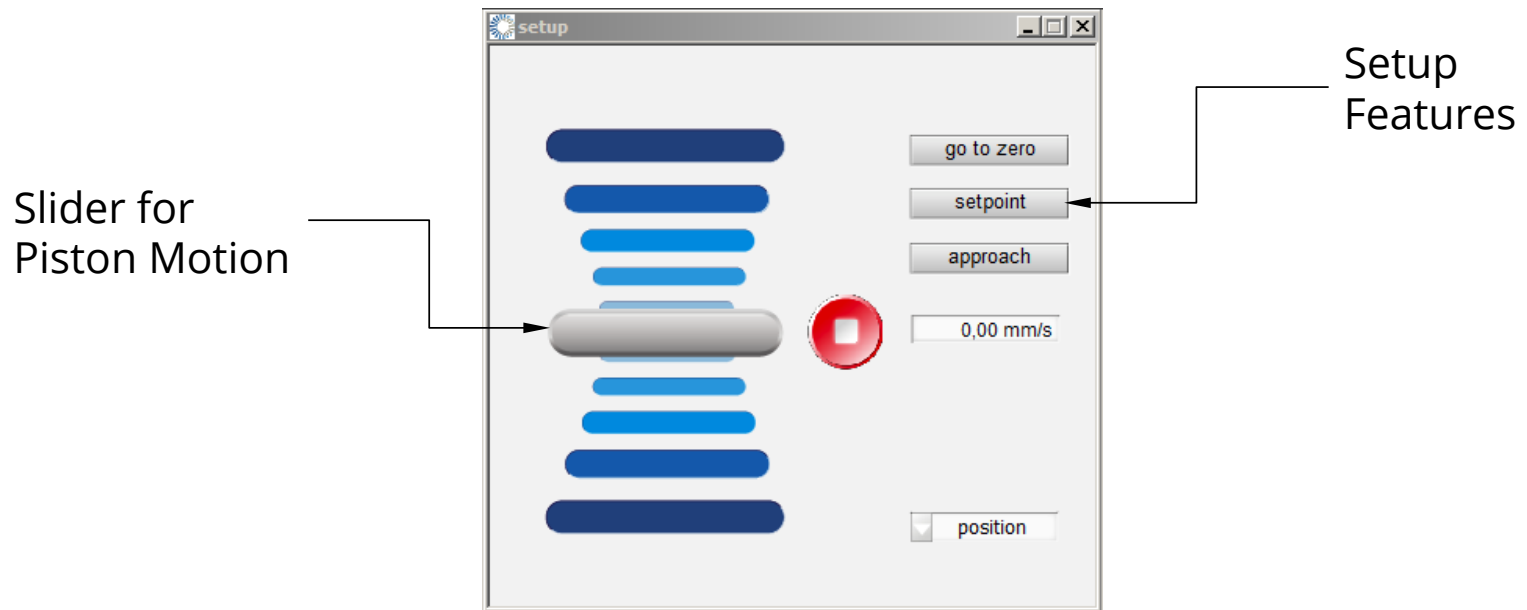 setup
Setup
Features
go to zero
setpoint
Slider for
Piston Motion
approach
0,00 mm/s
position